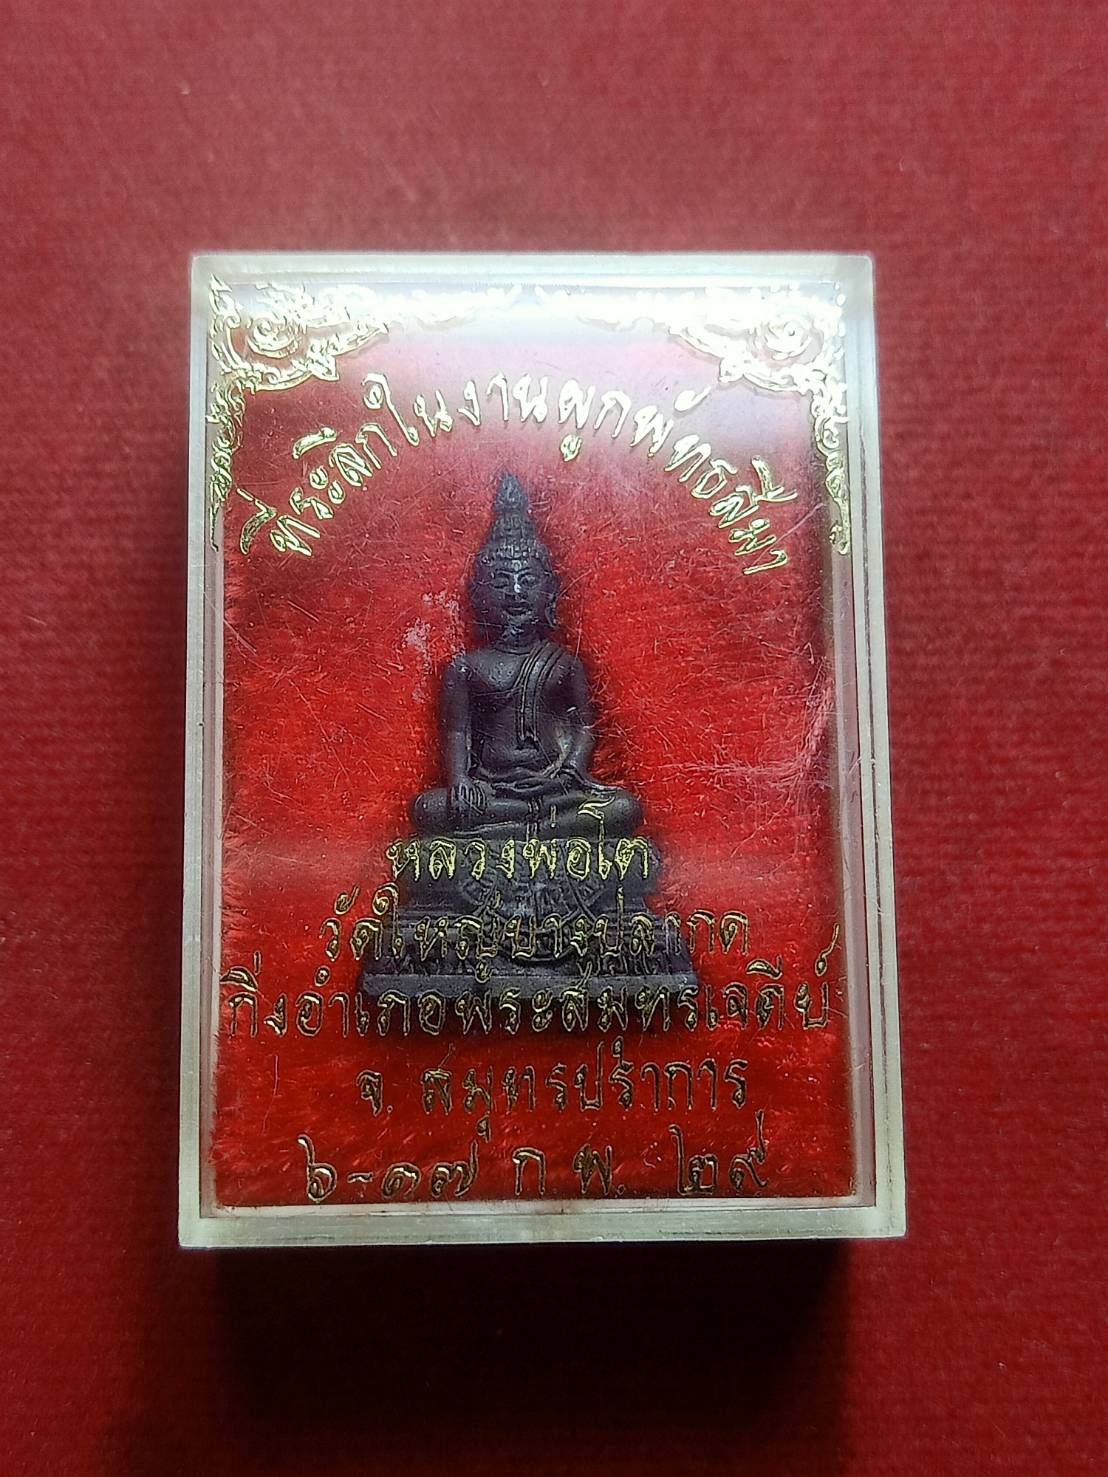 ที่ระลึกในงานผูกพัทธสีมา
หลวงพ่อโต
วัดใหญ่บางปลากด
กิ่งอำเภอพระสมุทรเจดีย์
จ. สมุทรปราการ
๖-๑๗ ก.พ. ๒๙